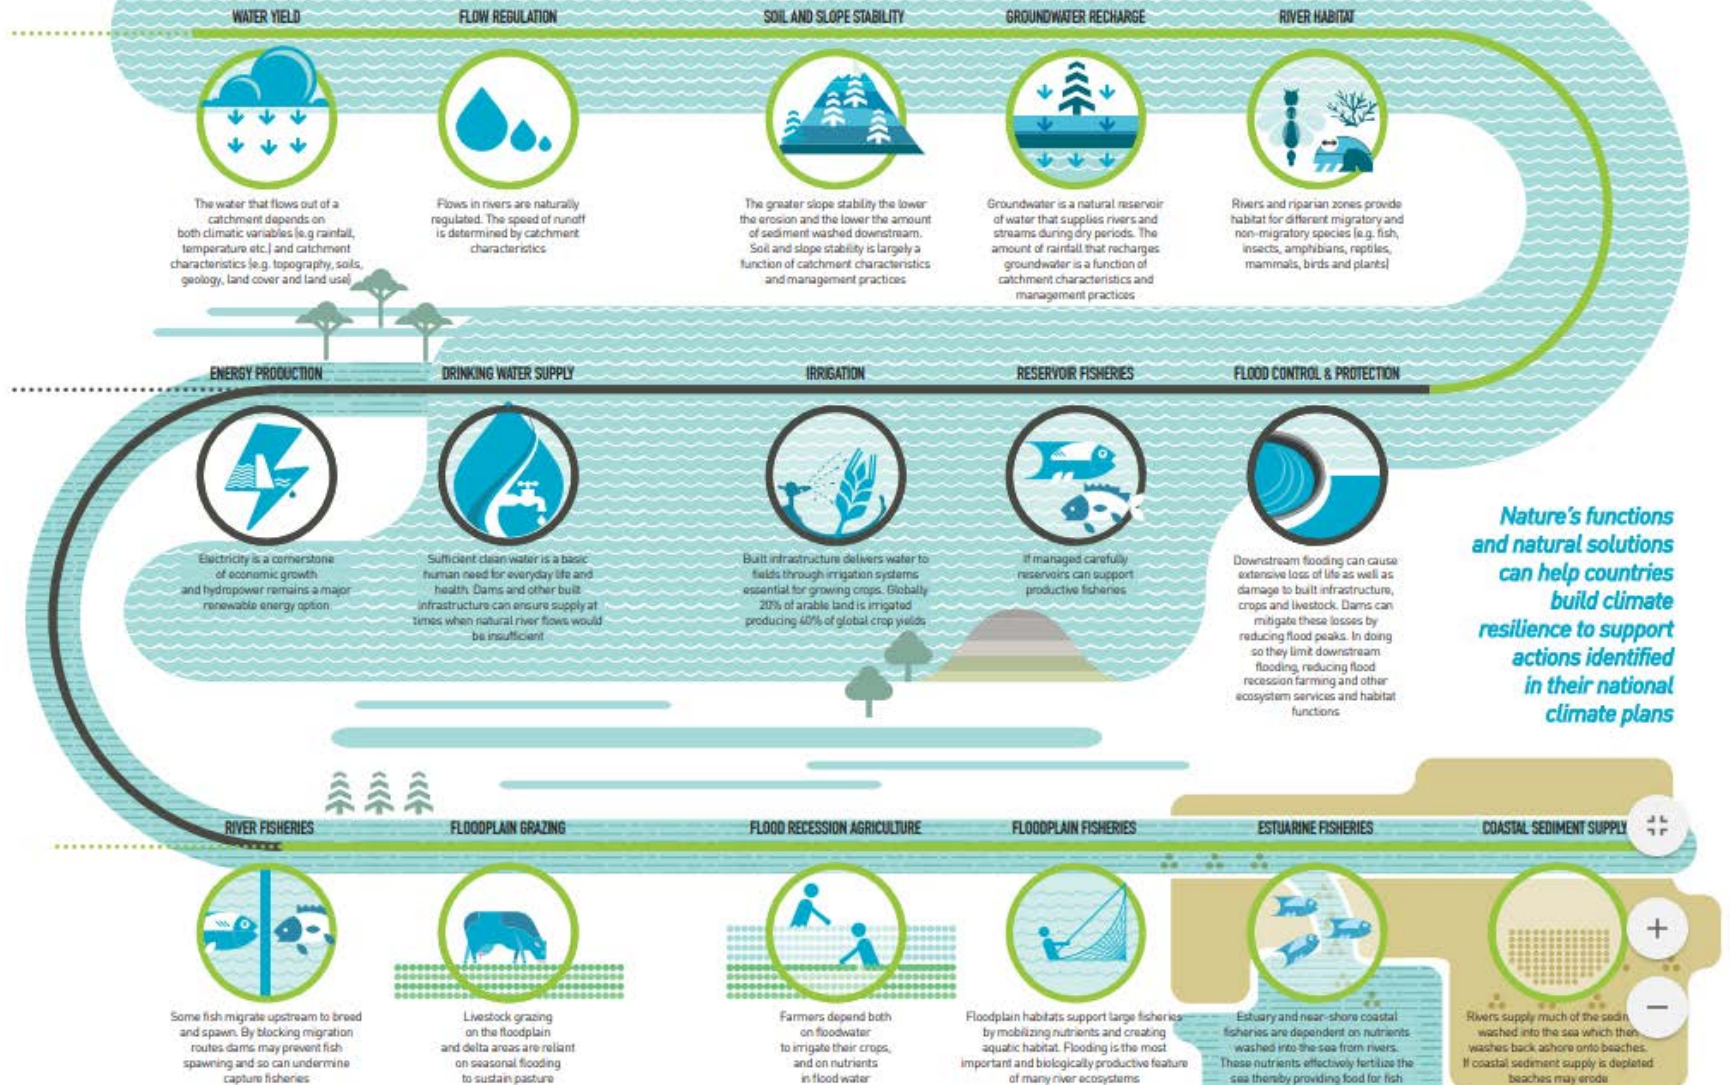 WATER YIELD
FLOW REGULATION
SOIL AND SLOPE STABILITY
GROUNDWATER RECHARGE
RIVER HABITAT
The water that flows out of a
catchment depends on
both climatic variables (e.g rainfall,
temperature etc.) and catchment
characteristics (e.g. topography, soils,
geology, land cover and land use)
Flows in rivers are naturally
regulated. The speed of runoff
is determined by catchment
characteristics
The greater slope stability the lower
the erosion and the lower the amount
of sediment washed downstream.
Soil and slope stability is largely a
function of catchment characteristics
and management practices
Groundwater is a natural reservoir
of water that supplies rivers and
streams during dry periods. The
amount of rainfall that recharges
groundwater is a function of
catchment characteristics and
management practices
Rivers and riparian zones provide
habitat for different migratory and
non-migratory species (e.g. fish,
insects, amphibians, reptiles,
mammals, birds and plants)
ENERGY PRODUCTION
DRINKING WATER SUPPLY
IRRIGATION
RESERVOIR FISHERIES
FLOOD CONTROL & PROTECTION
Electricity is a cornerstone
of economic growth
and hydropower remains a major
renewable energy option
Sufficient clean water is a basic
human need for everyday life and
health. Dams and other built
infrastructure can ensure supply at
times when natural river flows would
be insufficient
Built infrastructure delivers water to
fields through irrigation systems
essential for growing crops. Globally
20% of arable land is irrigated
producing 40% of global crop yields
If managed carefully
reservoirs can support
productive fisheries
Downstream flooding can cause
extensive loss of life as well as
damage to built infrastructure,
crops and livestock. Dams can
mitigate these losses by
reducing flood peaks. In doing
so they limit downstream
flooding, reducing flood
recession farming and other
ecosystem services and habitat
functions
Nature's functions
and natural solutions
can help countries
build climate
resilience to support
actions identified
in their national
climate plans
RIVER FISHERIES
FLOODPLAIN GRAZING
FLOOD RECESSION AGRICULTURE
FLOODPLAIN FISHERIES
ESTUARINE FISHERIES
COASTAL SEDIMENT SUPPLY
Some fish migrate upstream to breed
and spawn. By blocking migration
routes dams may prevent fish
spawning and so can undermine
capture fisheries
Livestock grazing
on the floodplain
and delta areas are reliant
on seasonal flooding
to sustain pasture
Farmers depend both
on floodwater
to irrigate their crops,
and on nutrients
in flood water
Floodplain habitats support large fisheries
by mobilizing nutrients and creating
aquatic habitat. Flooding is the most
important and biologically productive feature
of many river ecosystems
Estuary and near-shore coastal
fisheries are dependent on nutrients
washed into the sea from rivers.
These nutrients effectively fertilize the
sea thereby providing food for fish
Rivers supply much of the
washed into the sea which then
washes back ashore onto beaches.
If coastal sediment supply is depleted
beaches may erode